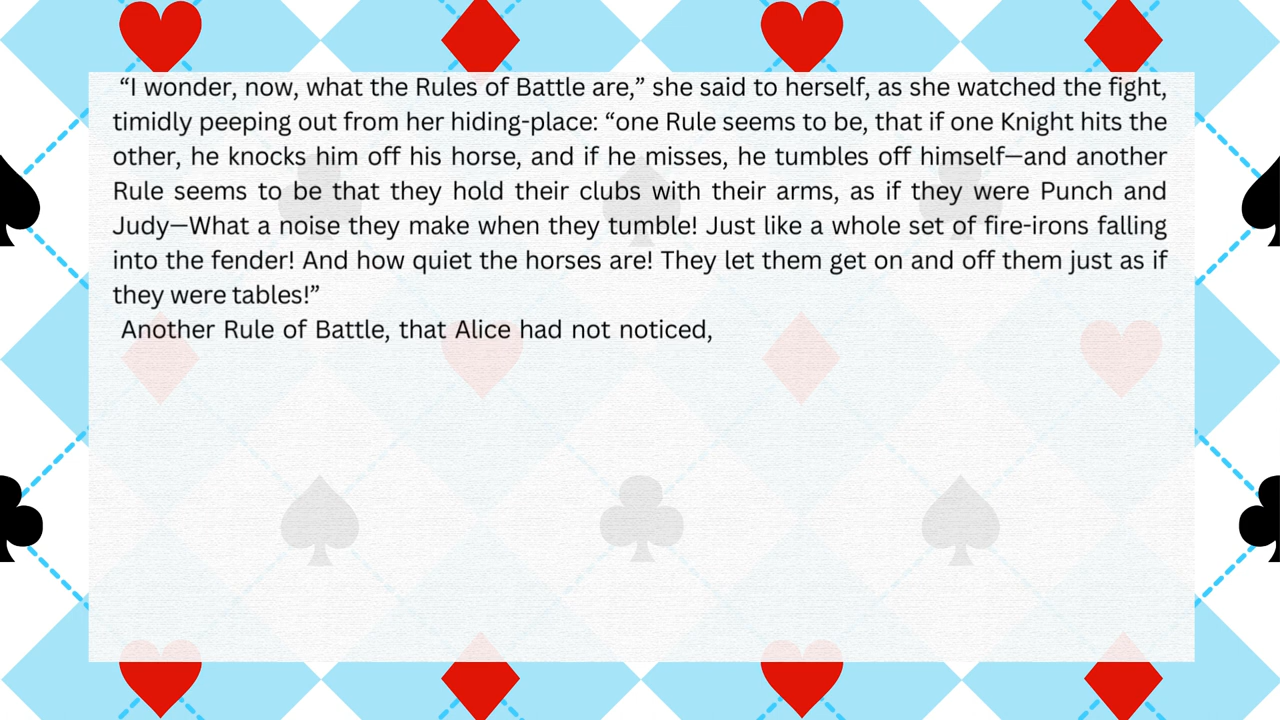 “I wonder, now, what the Rules of Battle are,” she said to herself, as she watched the fight,
timidly peeping out from her hiding-place: “one Rule seems to be, that if one Knight hits the
other, he knocks him off his horse, and if he misses, he tumbles off himself—and another
Rule seems to be that they hold their clubs with their arms, as if they were Punch and
Judy—What a noise they make when they tumble! Just like a whole set of fire-irons falling
into the fender! And how quiet the horses are! They let them get on and off them just as if
they were tables!”
Another Rule of Battle, that Alice had not noticed,